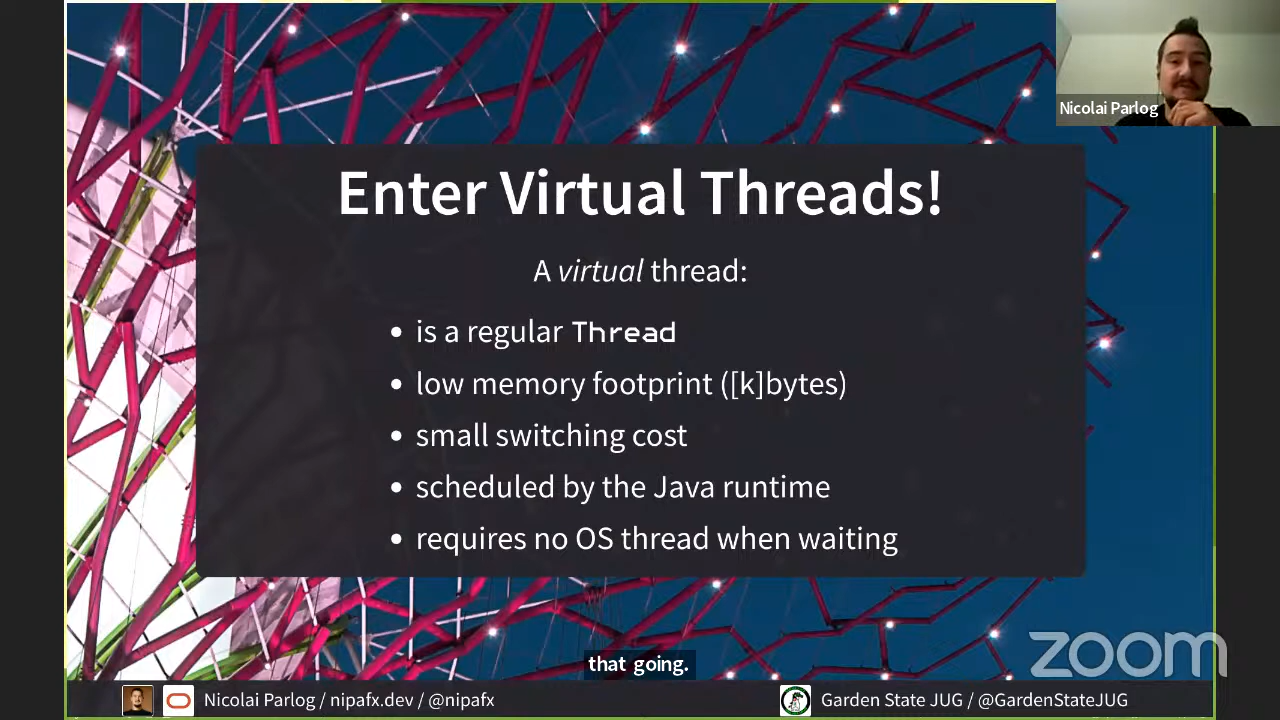 Nicolai Parlog
Enter Virtual Threads!
A virtual thread:
• is a regular Thread
• low memory footprint ([k]bytes)
• small switching cost
• scheduled by the Java runtime
• requires no OS thread when waiting
that going.
zoom
Nicolai Parlog / nipafx.dev / @nipafx
Garden State JUG / @GardenStateJUG